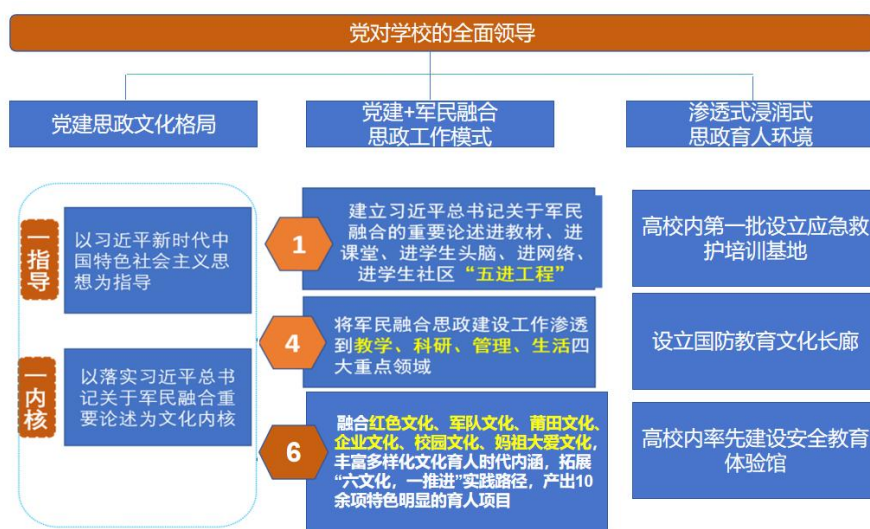 党对学校的全面领导
党建思政文化格局
党建+军民融合
思政工作模式
渗透式浸润式
思政育人环境
一指导
以习近平新时代中
国特色社会主义思
想为指导
一内核
以落实习近平总书
记关于军民融合重
要论述为文化内核
1
建立习近平总书记关于军民
融合的重要论述进教材、进
课堂、进学生头脑、进网络、
进学生社区“五进工程”
4
将军民融合思政建设工作渗透
到教学、科研、管理、生活四
大重点领域
6
融合红色文化、军队文化、莆田文化、
企业文化、校园文化、妈祖大爱文化，
丰富多样化文化育人时代内涵，拓展
“六文化，一推进”实践路径，产出10
余项特色明显的育人项目
高校内第一批设立应急救
护培训基地
设立国防教育文化长廊
高校内率先建设安全教育
体验馆